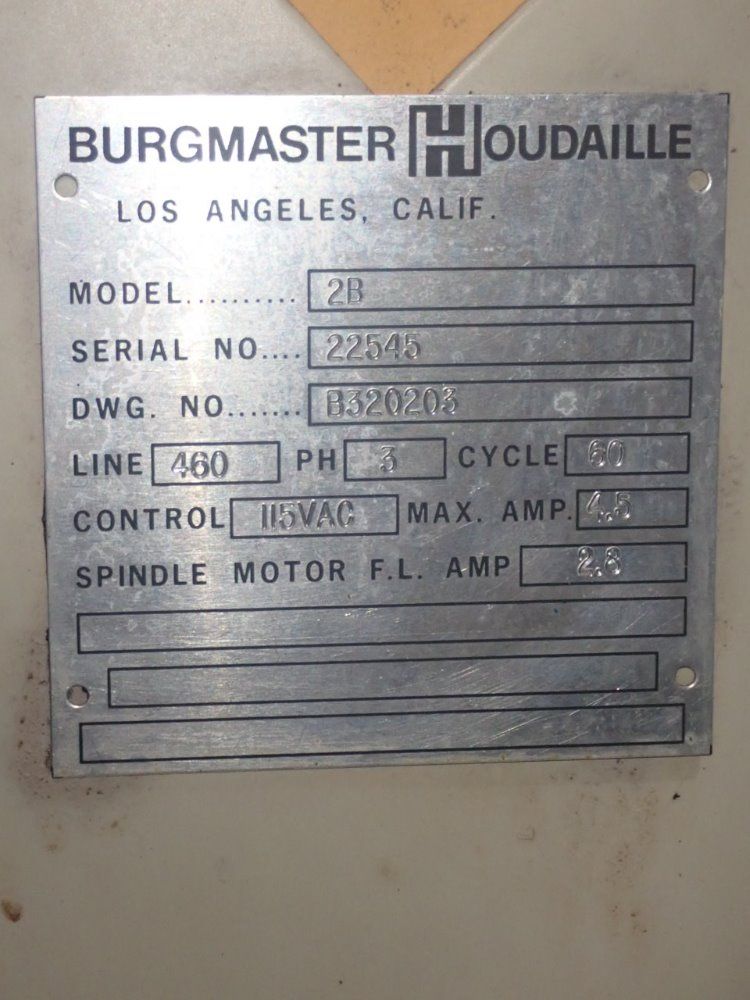 BURGMASTER HOUDAILLE
LOS ANGELES, CALIF.
MODEL.......... 2B
SERIAL NO.... 22545
DWG. NO....... B320203
LINE 460 PH 3 CYCLE 60
CONTROL 115VAC MAX. AMP. 4.5
SPINDLE MOTOR F.L. AMP 2.8